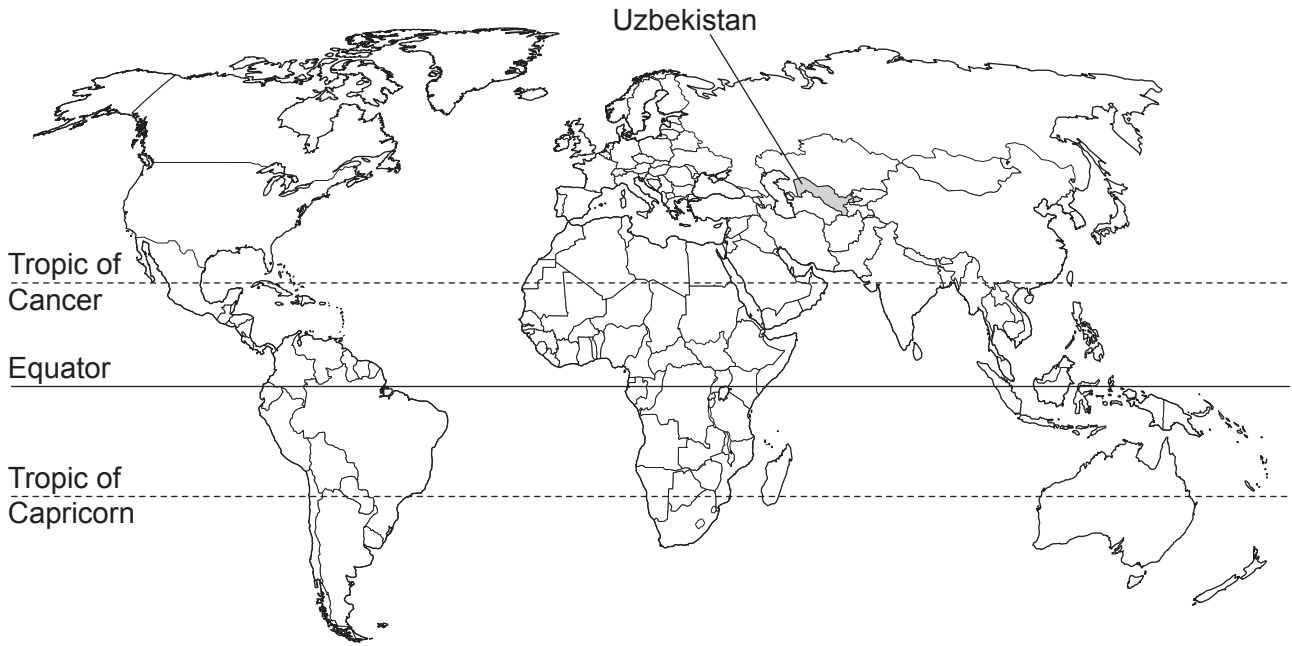 Uzbekistan
Tropic of
Cancer
Equator
Tropic of
Capricorn